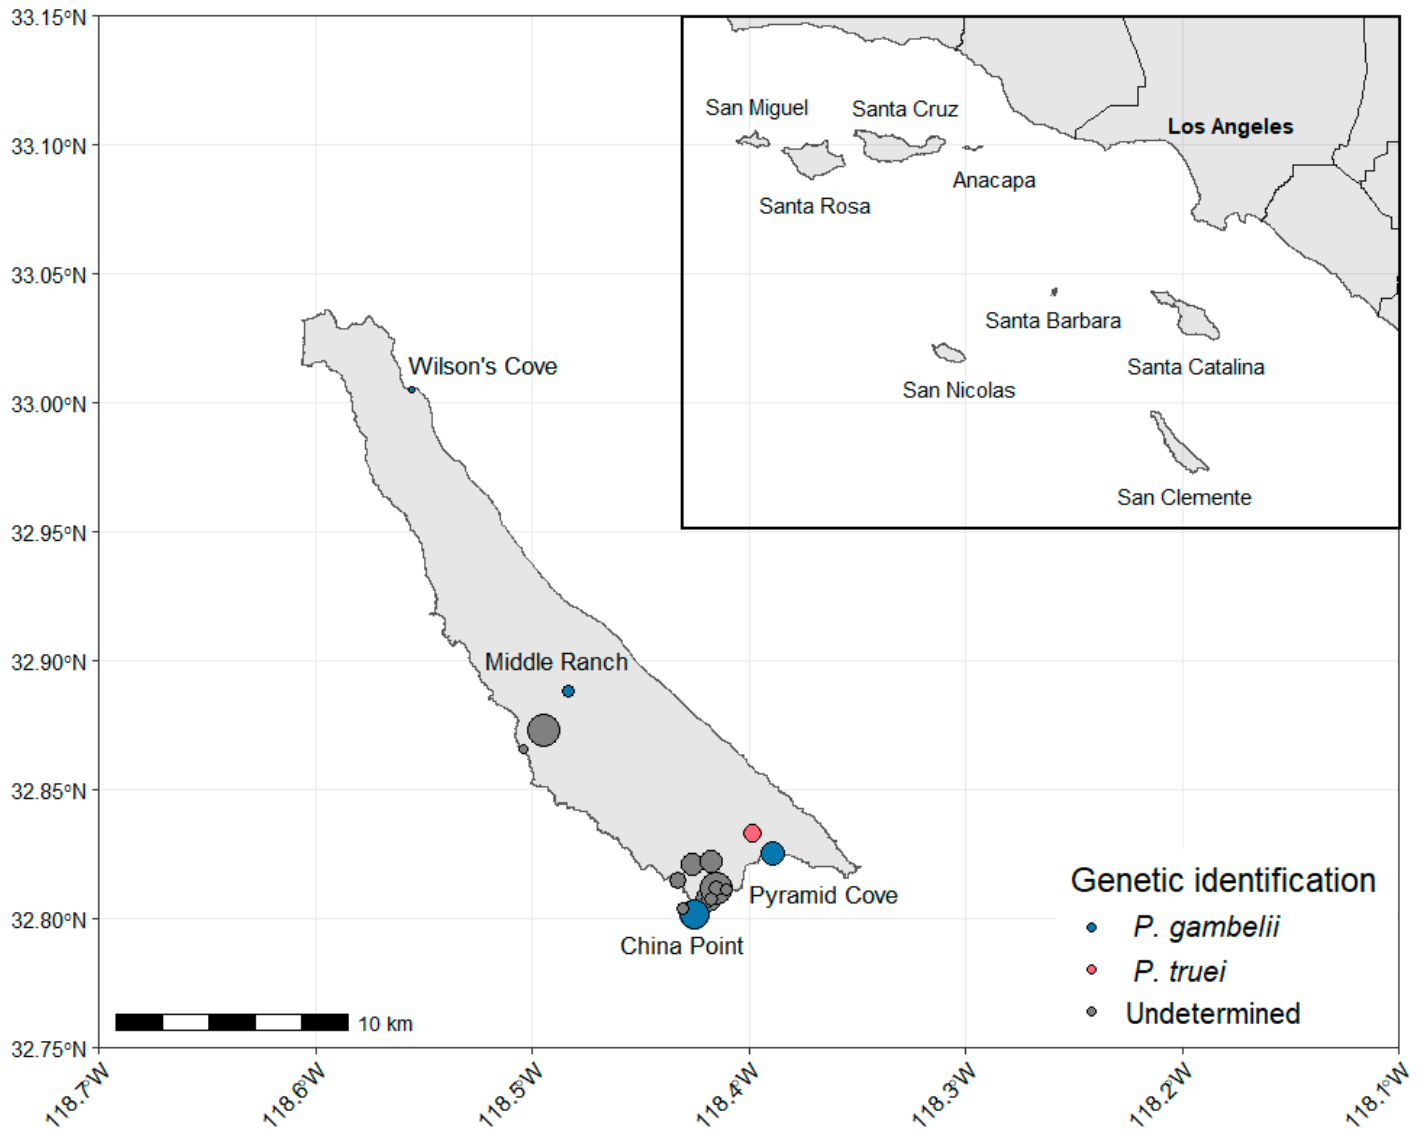 33.15°N
33.10°N
33.05°N
33.00°N
32.95°N
32.90°N
32.85°N
32.80°N
32.75°N
San Miguel
Santa Cruz
Los Angeles
Anacapa
Santa Rosa
Santa Barbara
Santa Catalina
San Nicolas
San Clemente
Wilson's Cove
Middle Ranch
Pyramid Cove
China Point
Genetic identification
P. gambelii
P. truei
Undetermined
10 km
118.7°W
118.6°W
118.5°W
118.4°W
118.3°W
118.2°W
118.1°W